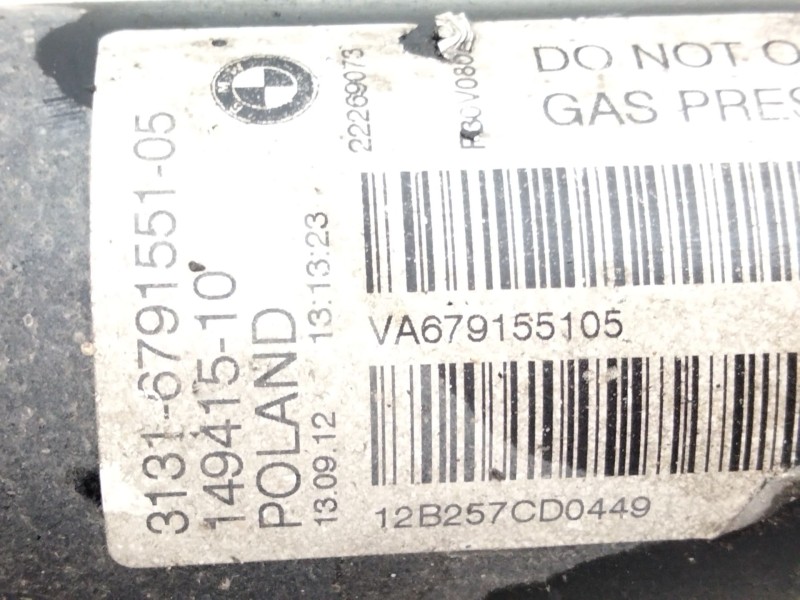 DO NOT O
GAS PRES
VA679155105
12B257CD0449
3131-6791551-05
149415-10
POLAND
13.09.12 13:13:23
22269073
BMW